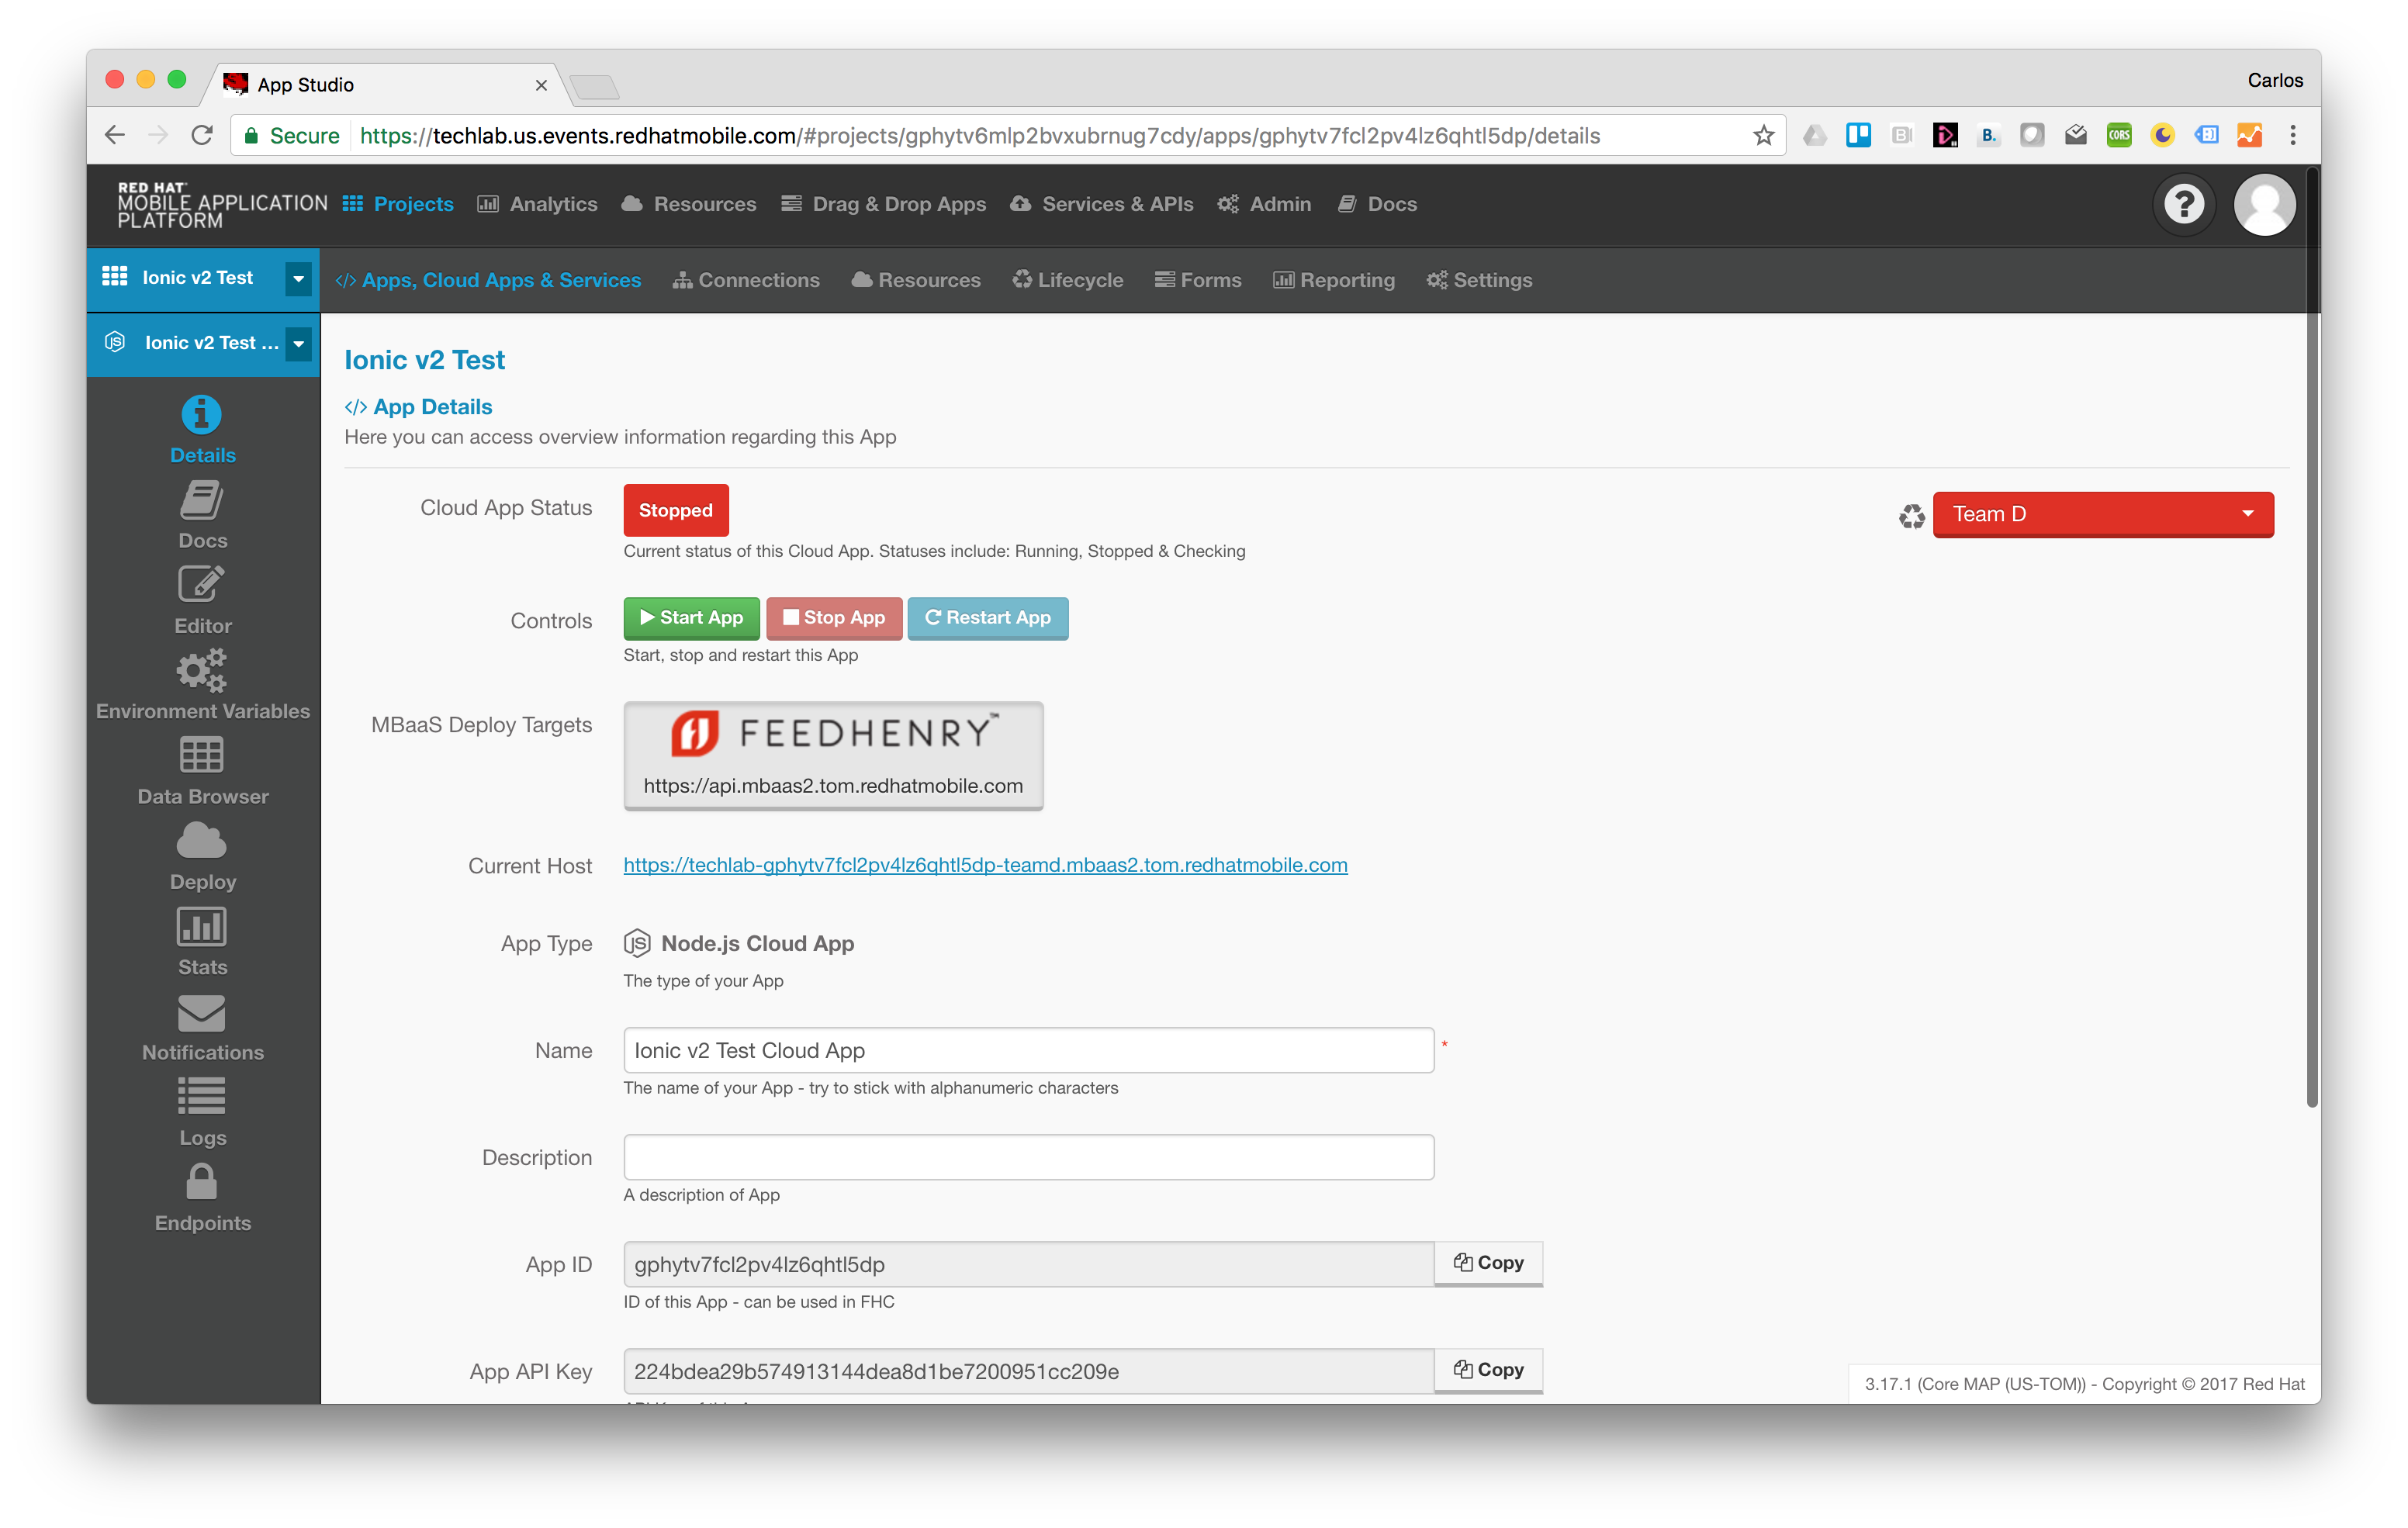 App Studio
Carlos
Secure https://techlab.us.events.redhatmobile.com/#projects/gphytv6mlp2bvxubrnug7cdy/apps/gphytv7fcl2pv4lz6qhtl5dp/details
RED HAT
MOBILE APPLICATION
PLATFORM
Projects Analytics Resources Drag & Drop Apps Services & APIs Admin Docs
Ionic v2 Test
Apps, Cloud Apps & Services Connections Resources Lifecycle Forms Reporting Settings
Ionic v2 Test ...
Details
Docs
Editor
Environment Variables
Data Browser
Deploy
Stats
Notifications
Logs
Endpoints
Ionic v2 Test
</> App Details
Here you can access overview information regarding this App
Cloud App Status Stopped
Team D
Current status of this Cloud App. Statuses include: Running, Stopped & Checking
Controls Start App Stop App Restart App
Start, stop and restart this App
MBaaS Deploy Targets
FEEDHENRY™
https://api.mbaas2.tom.redhatmobile.com
Current Host https://techlab-gphytv7fcl2pv4lz6qhtl5dp-teamd.mbaas2.tom.redhatmobile.com
App Type Node.js Cloud App
The type of your App
Name Ionic v2 Test Cloud App *
The name of your App - try to stick with alphanumeric characters
Description
A description of App
App ID gphytv7fcl2pv4lz6qhtl5dp Copy
ID of this App - can be used in FHC
App API Key 224bdea29b574913144dea8d1be7200951cc209e Copy
3.17.1 (Core MAP (US-TOM)) - Copyright © 2017 Red Hat